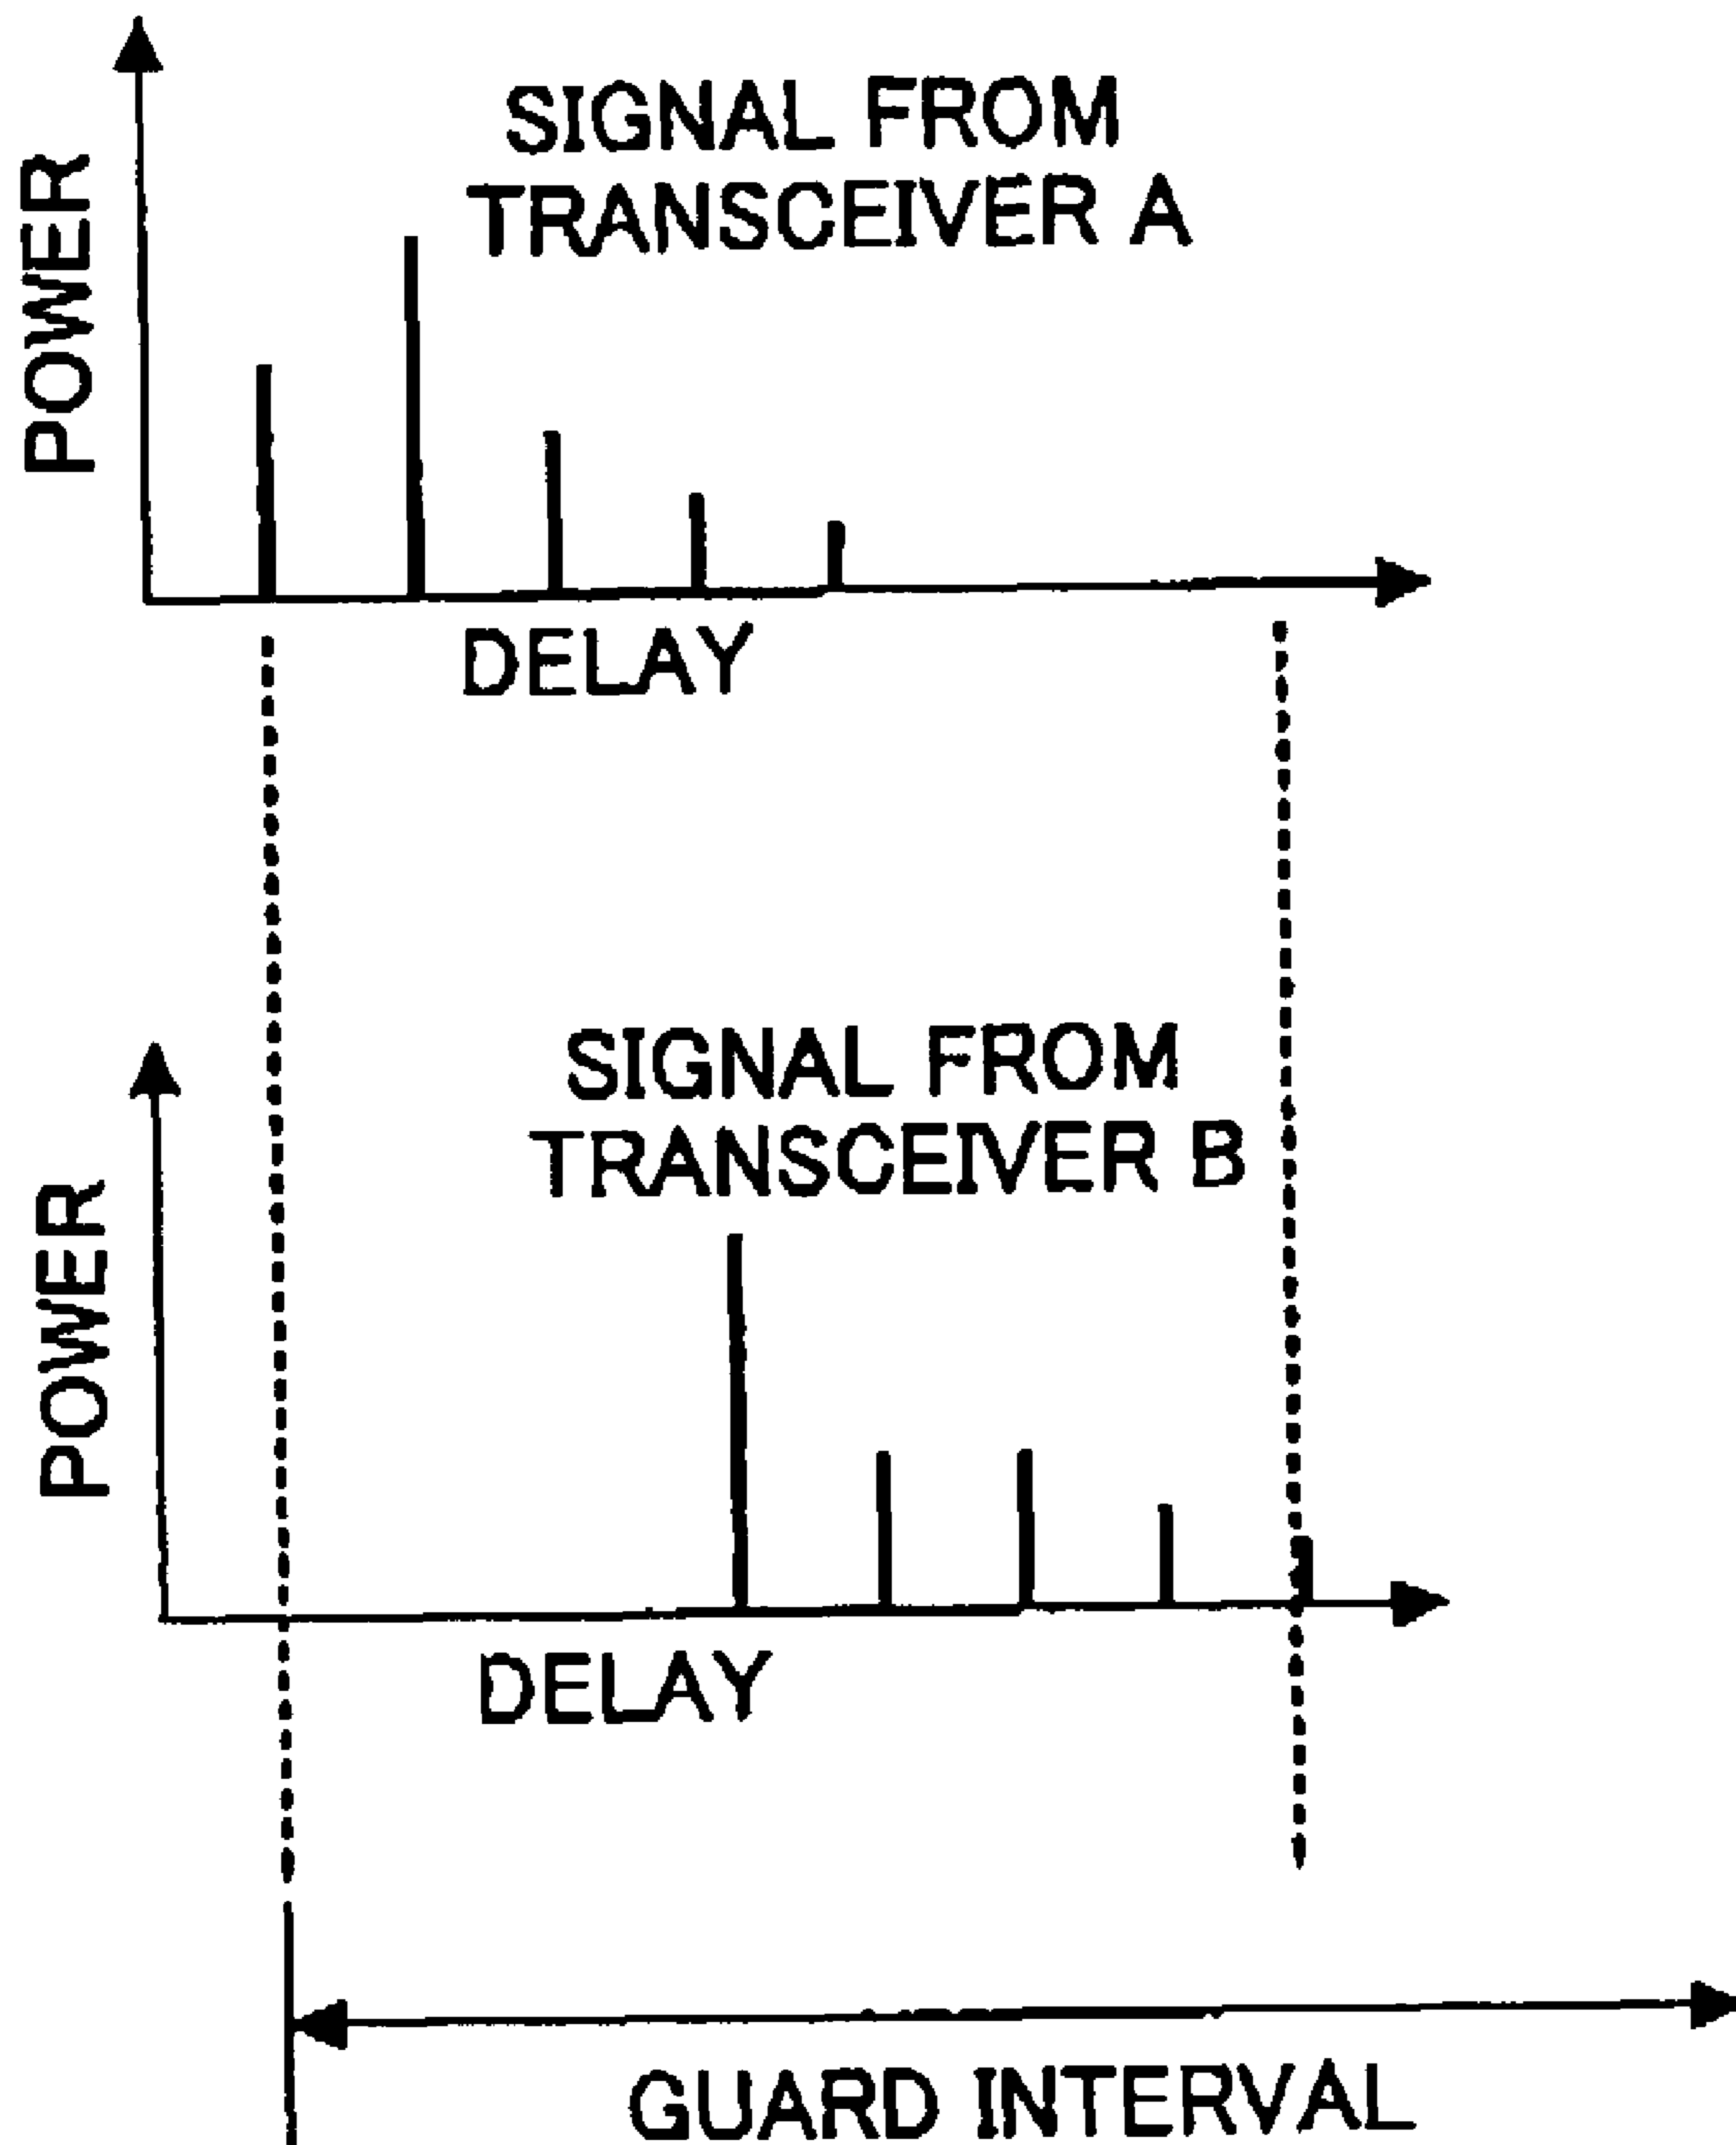 POWER
SIGNAL FROM
TRANSCEIVER A
DELAY
POWER
SIGNAL FROM
TRANSCEIVER B
DELAY
GUARD INTERVAL